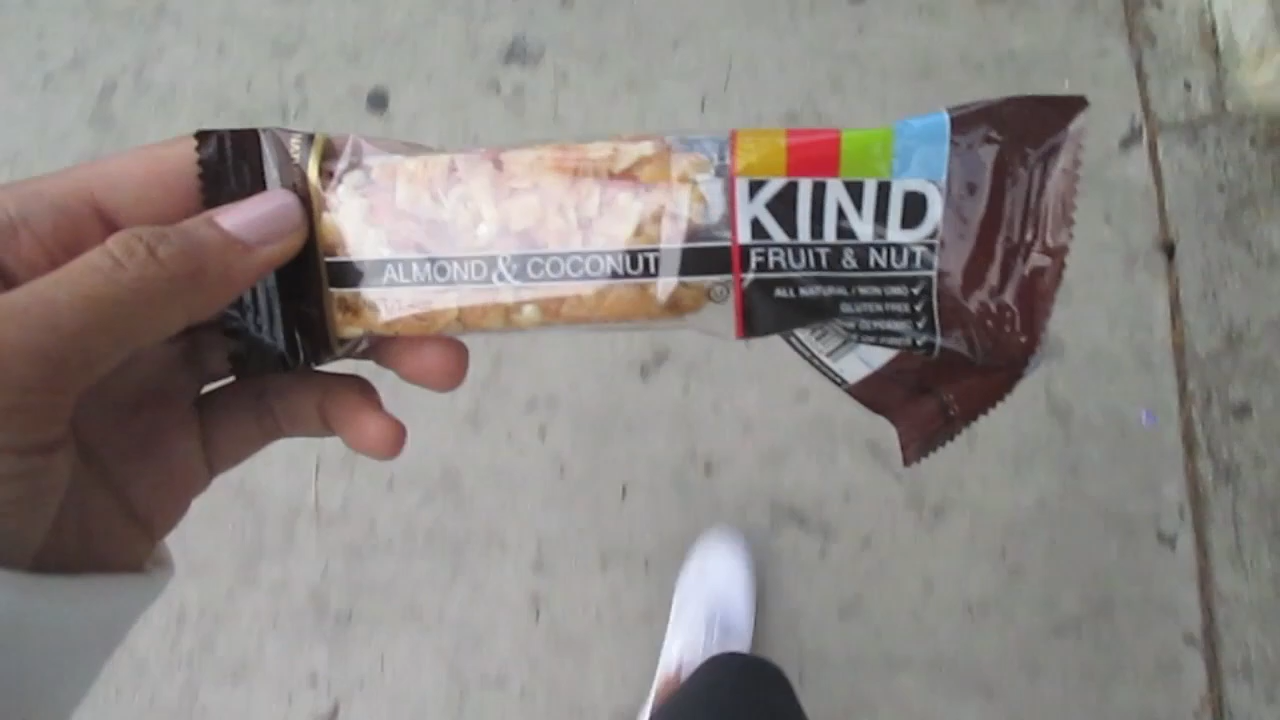 ALMOND & COCONUT
KIND
FRUIT & NUT
ALL NATURAL / NON GMO ✓
GLUTEN FREE ✓